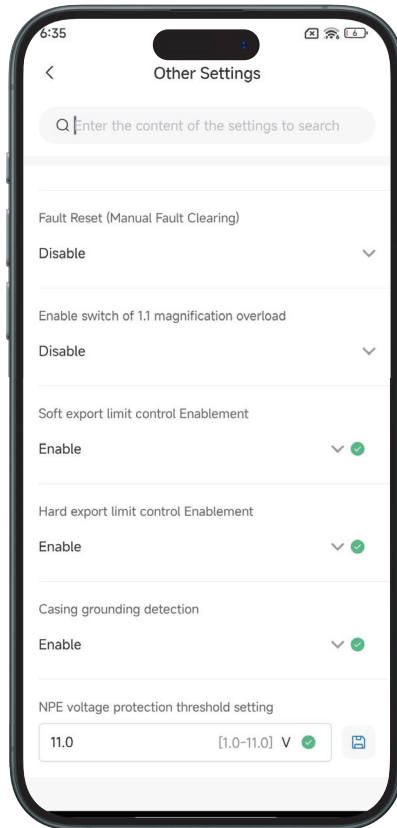 6:35
Other Settings
Enter the content of the settings to search
Fault Reset (Manual Fault Clearing)
Disable
Enable switch of 1.1 magnification overload
Disable
Soft export limit control Enablement
Enable
Hard export limit control Enablement
Enable
Casing grounding detection
Enable
NPE voltage protection threshold setting
11.0 [1.0-11.0] V